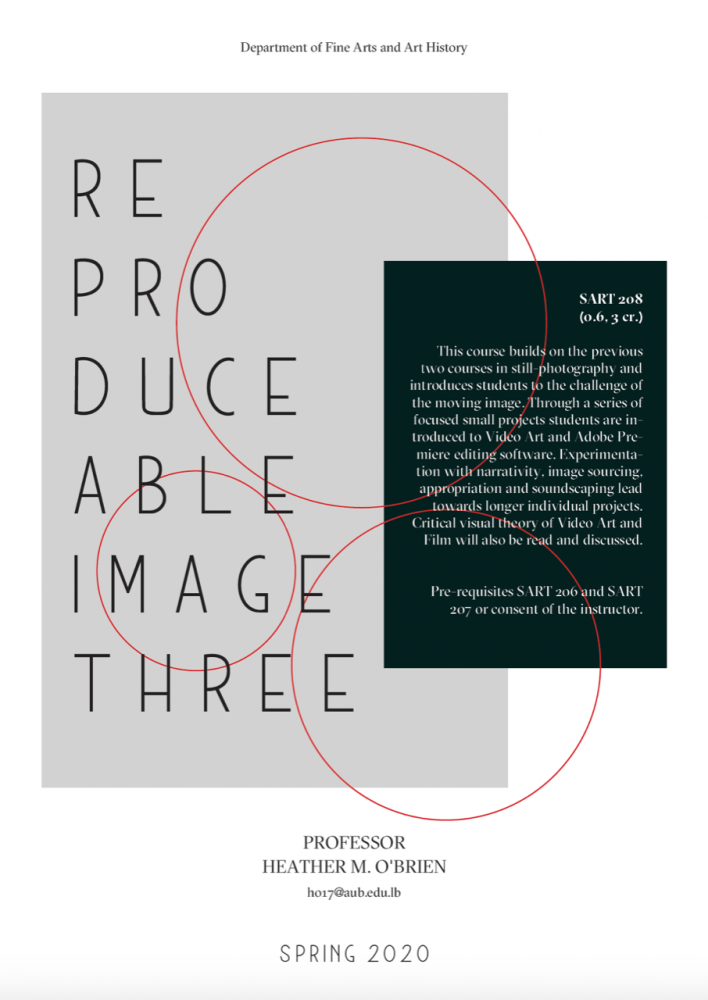 Department of Fine Arts and Art History
RE
PRO
DUCE
ABLE
IMAGE
THREE
SART 208
(0.6, 3 cr.)
This course builds on the previous
two courses in still-photography and
introduces students to the challenge of
the moving image. Through a series of
focused small projects students are in-
troduced to Video Art and Adobe Pre-
miere editing software. Experimenta-
tion with narrativity, image sourcing,
appropriation and soundscaping lead
towards longer individual projects.
Critical visual theory of Video Art and
Film will also be read and discussed.
Pre-requisites SART 206 and SART
207 or consent of the instructor.
PROFESSOR
HEATHER M. O'BRIEN
ho17@aub.edu.lb
SPRING 2020